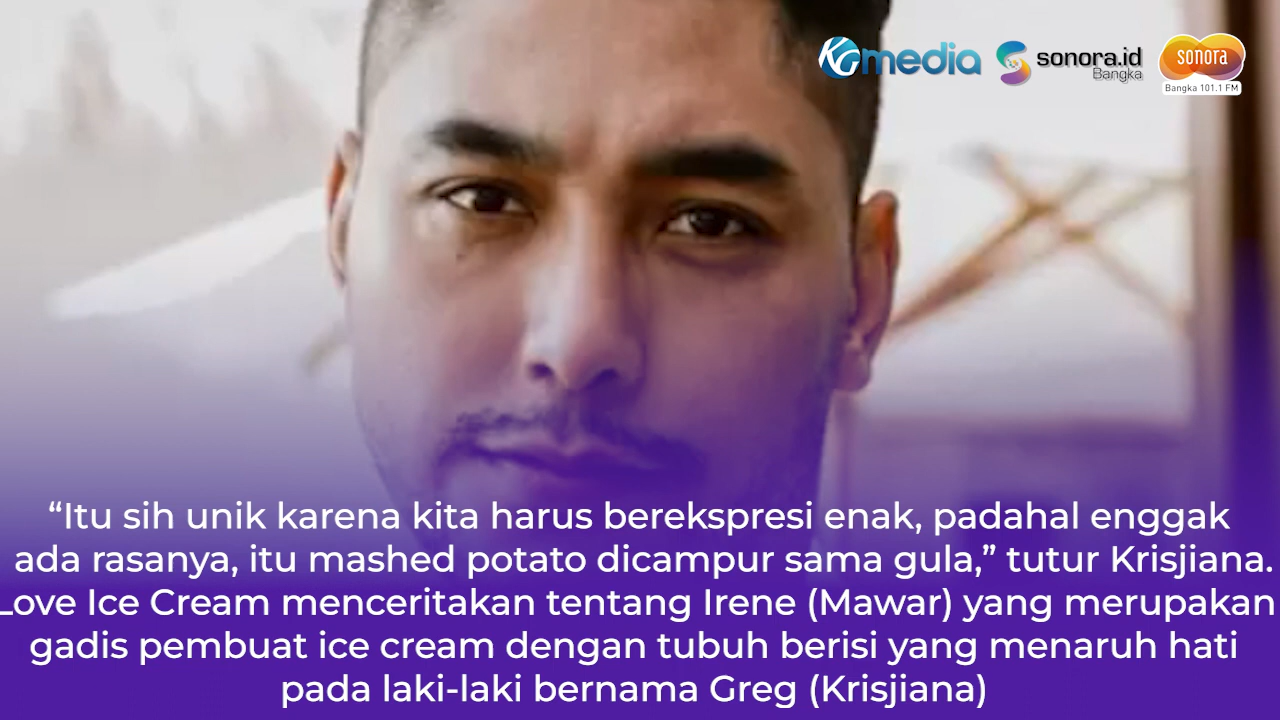 KGmedia
sonora.id
Bangka
sonora
Bangka 101.1 FM
“Itu sih unik karena kita harus berekspresi enak, padahal enggak
ada rasanya, itu mashed potato dicampur sama gula,” tutur Krisjiana.
Love Ice Cream menceritakan tentang Irene (Mawar) yang merupakan
gadis pembuat ice cream dengan tubuh berisi yang menaruh hati
pada laki-laki bernama Greg (Krisjiana)